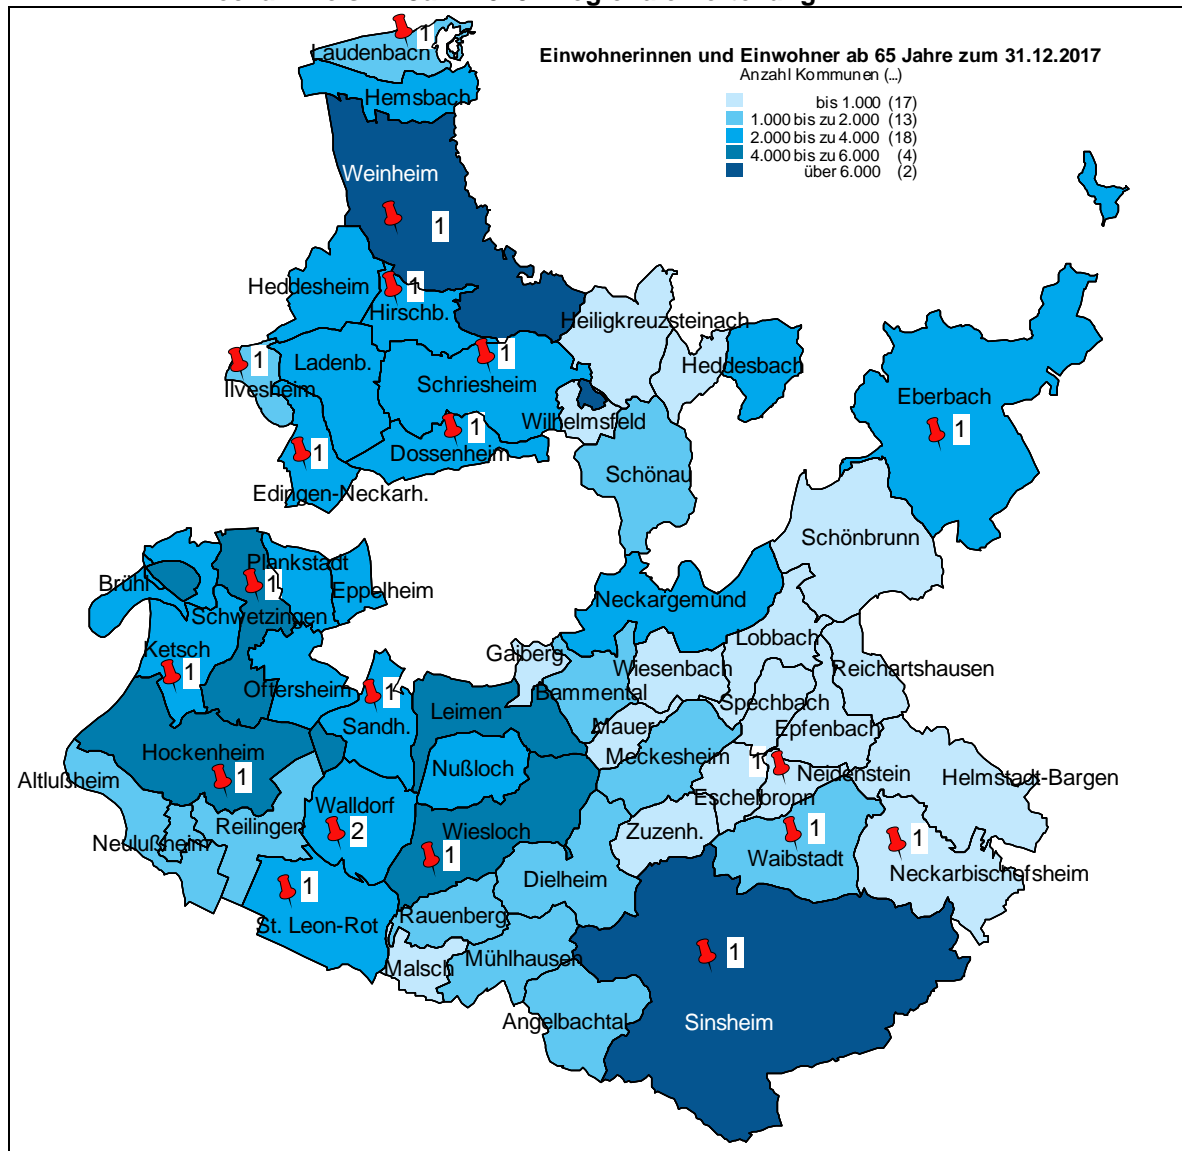 Laudenbach 1
Einwohnerinnen und Einwohner ab 65 Jahre zum 31.12.2017
Anzahl Kommunen (...)
bis 1.000 (17)
1.000 bis zu 2.000 (13)
2.000 bis zu 4.000 (18)
4.000 bis zu 6.000 (4)
über 6.000 (2)
Hemsbach
Weinheim
1
Heddesheim
1
Hirschb.
Heiligkreuzsteinach
1
Ilvesheim
Ladenb.
1
Schriesheim
Heddesbach
Eberbach
1
Wilhelmsfeld
1
Dossenheim
1
Edingen-Neckarh.
Schönau
Schönbrunn
Plankstadt
Brühl
1
Eppelheim
Schwetzingen
Neckargemünd
Ketsch
1
Lobbach
Gaiberg
Wiesenbach
Reichartshausen
Oftersheim
1
Bammental
Sandh.
Leimen
Spechbach
Mauer
Epfenbach
Hockenheim
1
Nußloch
Meckesheim
1
Neidenstein
Helmstadt-Bargen
Altlußheim
Eschelbronn
Walldorf
2
Reilingen
Wiesloch
1
Zuzenh.
1
Waibstadt
1
Neckarbischofsheim
Neulußheim
1
St. Leon-Rot
Dielheim
Rauenberg
Malsch
Mühlhausen
1
Angelbachtal
Sinsheim